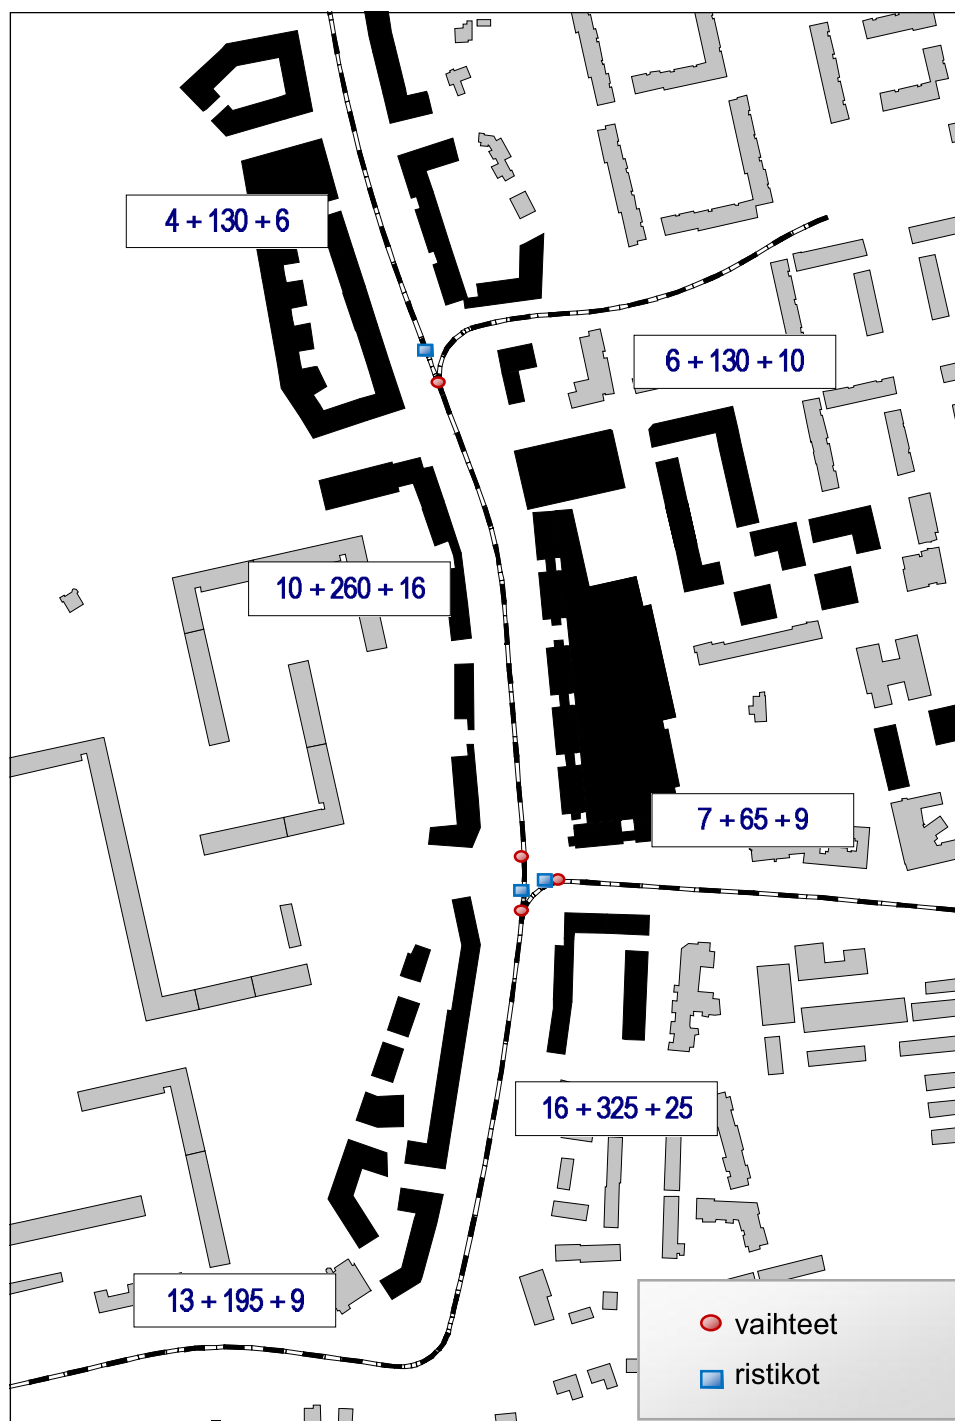 4 + 130 + 6
6 + 130 + 10
10 + 260 + 16
7 + 65 + 9
16 + 325 + 25
13 + 195 + 9
vaihteet
ristikot